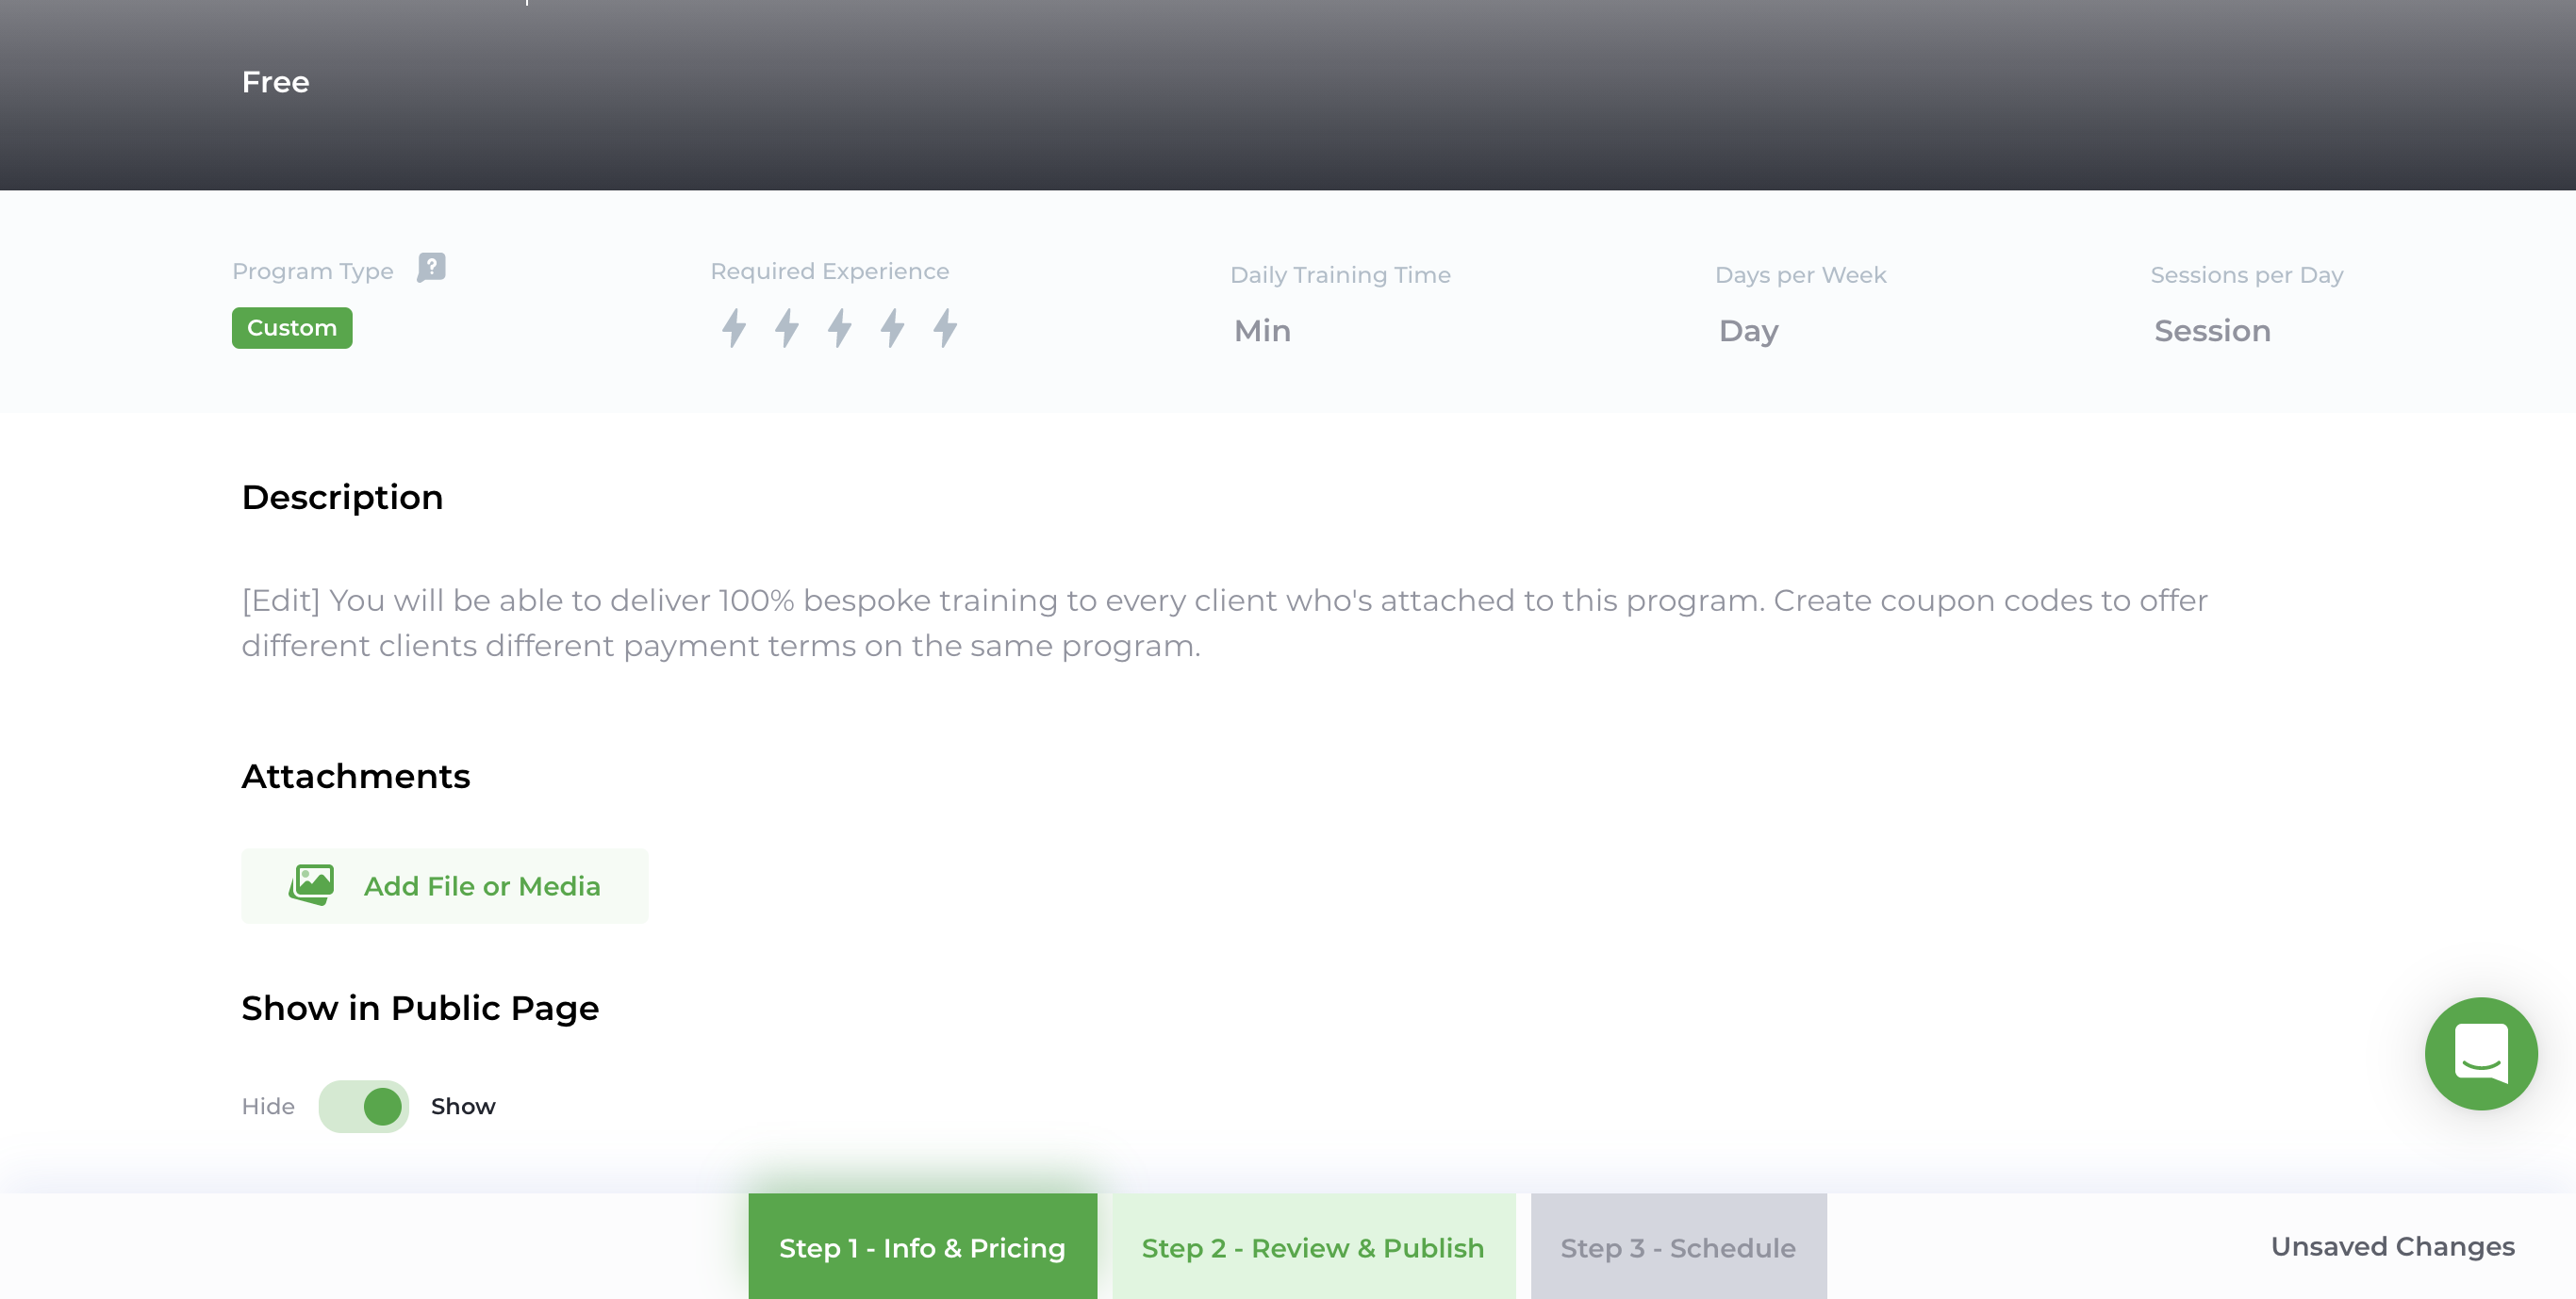 Free
Program Type
?
Required Experience
Daily Training Time
Days per Week
Sessions per Day
Custom
Min
Day
Session
Description
[Edit] You will be able to deliver 100% bespoke training to every client who's attached to this program. Create coupon codes to offer
different clients different payment terms on the same program.
Attachments
Add File or Media
Show in Public Page
Hide
Show
Step 1 - Info & Pricing
Step 2 - Review & Publish
Step 3 - Schedule
Unsaved Changes